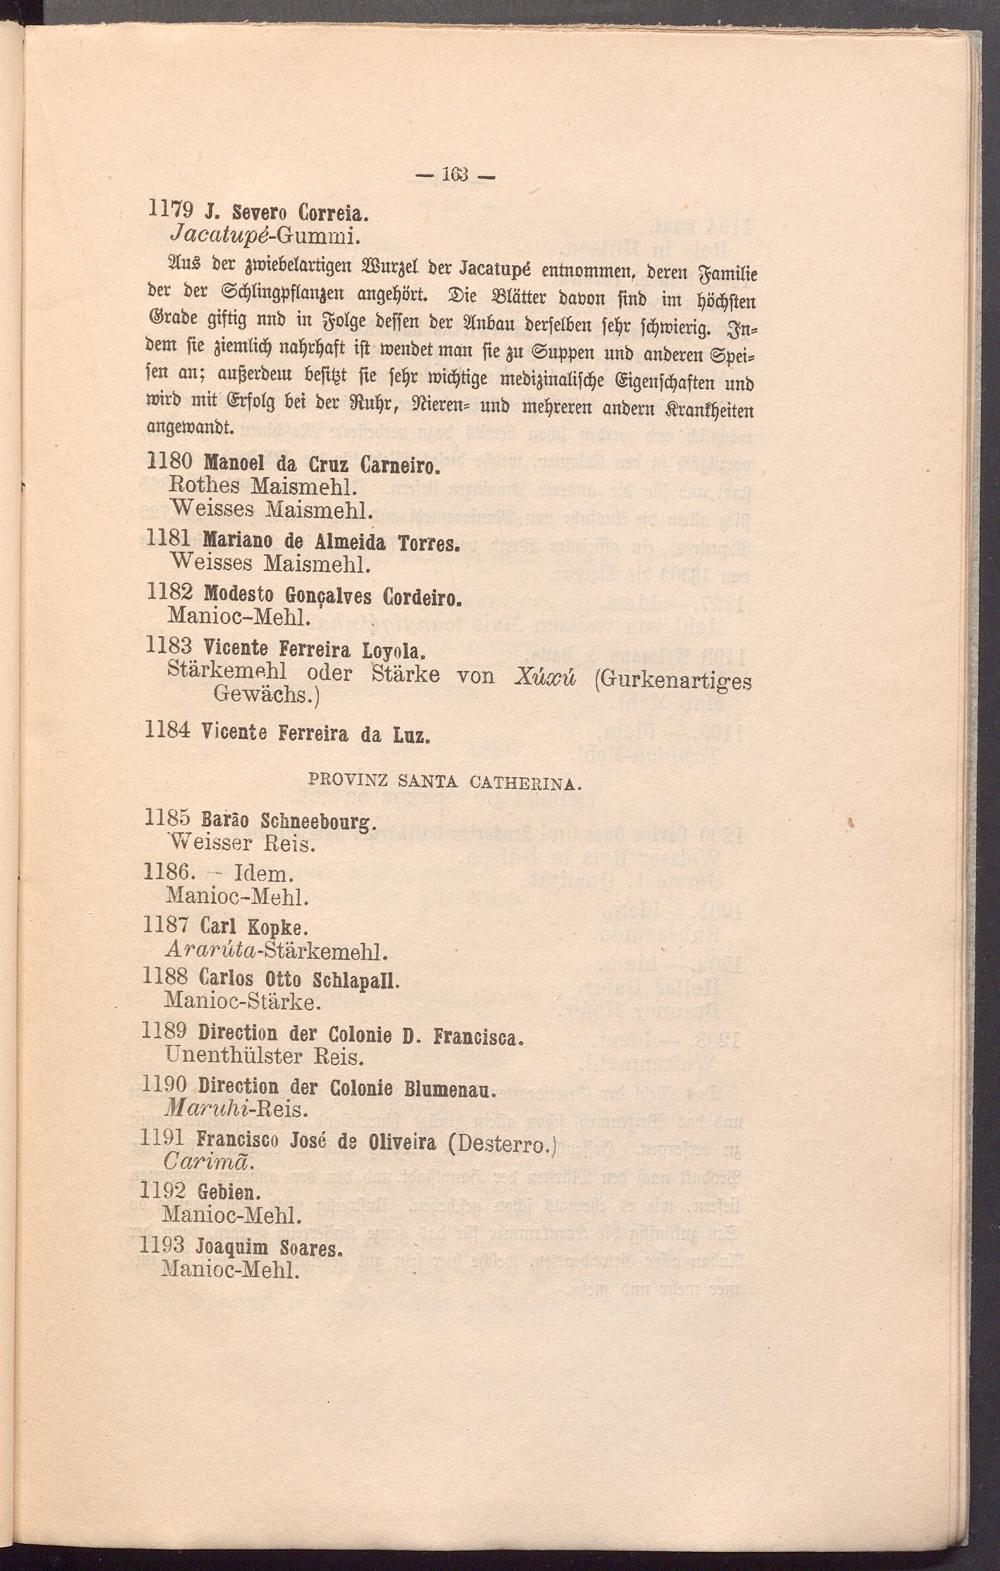 — 163 —
1179 J. Severo Correia.
Jacatupé-Gummi.
Aus der zwiebelartigen Wurzel der Jacatupé entnommen, deren Familie
der der Schlingpflanzen angehört. Die Blätter davon sind im höchsten
Grade giftig nnd in Folge dessen der Anbau derselben sehr schwierig. In-
dem sie ziemlich nahrhaft ist wendet man sie zu Suppen und anderen Spei-
sen an; außerdem besitzt sie sehr wichtige medizinalische Eigenschaften und
wird mit Erfolg bei der Ruhr, Nieren- und mehreren andern Krankheiten
angewandt.
1180 Manoel da Cruz Carneiro.
Rothes Maismehl.
Weisses Maismehl.
1181 Mariano de Almeida Torres.
Weisses Maismehl.
1182 Modesto Gonçalves Cordeiro.
Manioc-Mehl.
1183 Vicente Ferreira Loyola.
Stärkemehl oder Stärke von Xúxú (Gurkenartiges
Gewächs.)
1184 Vicente Ferreira da Luz.
PROVINZ SANTA CATHERINA.
1185 Barão Schneebourg.
Weisser Reis.
1186. — Idem.
Manioc-Mehl.
1187 Carl Kopke.
Ararúta-Stärkemehl.
1188 Carlos Otto Schlapall.
Manioc-Stärke.
1189 Direction der Colonie D. Francisca.
Unenthülster Reis.
1190 Direction der Colonie Blumenau.
Maruhi-Reis.
1191 Francisco José de Oliveira (Desterro.)
Carimã.
1192 Gebien.
Manioc-Mehl.
1193 Joaquim Soares.
Manioc-Mehl.